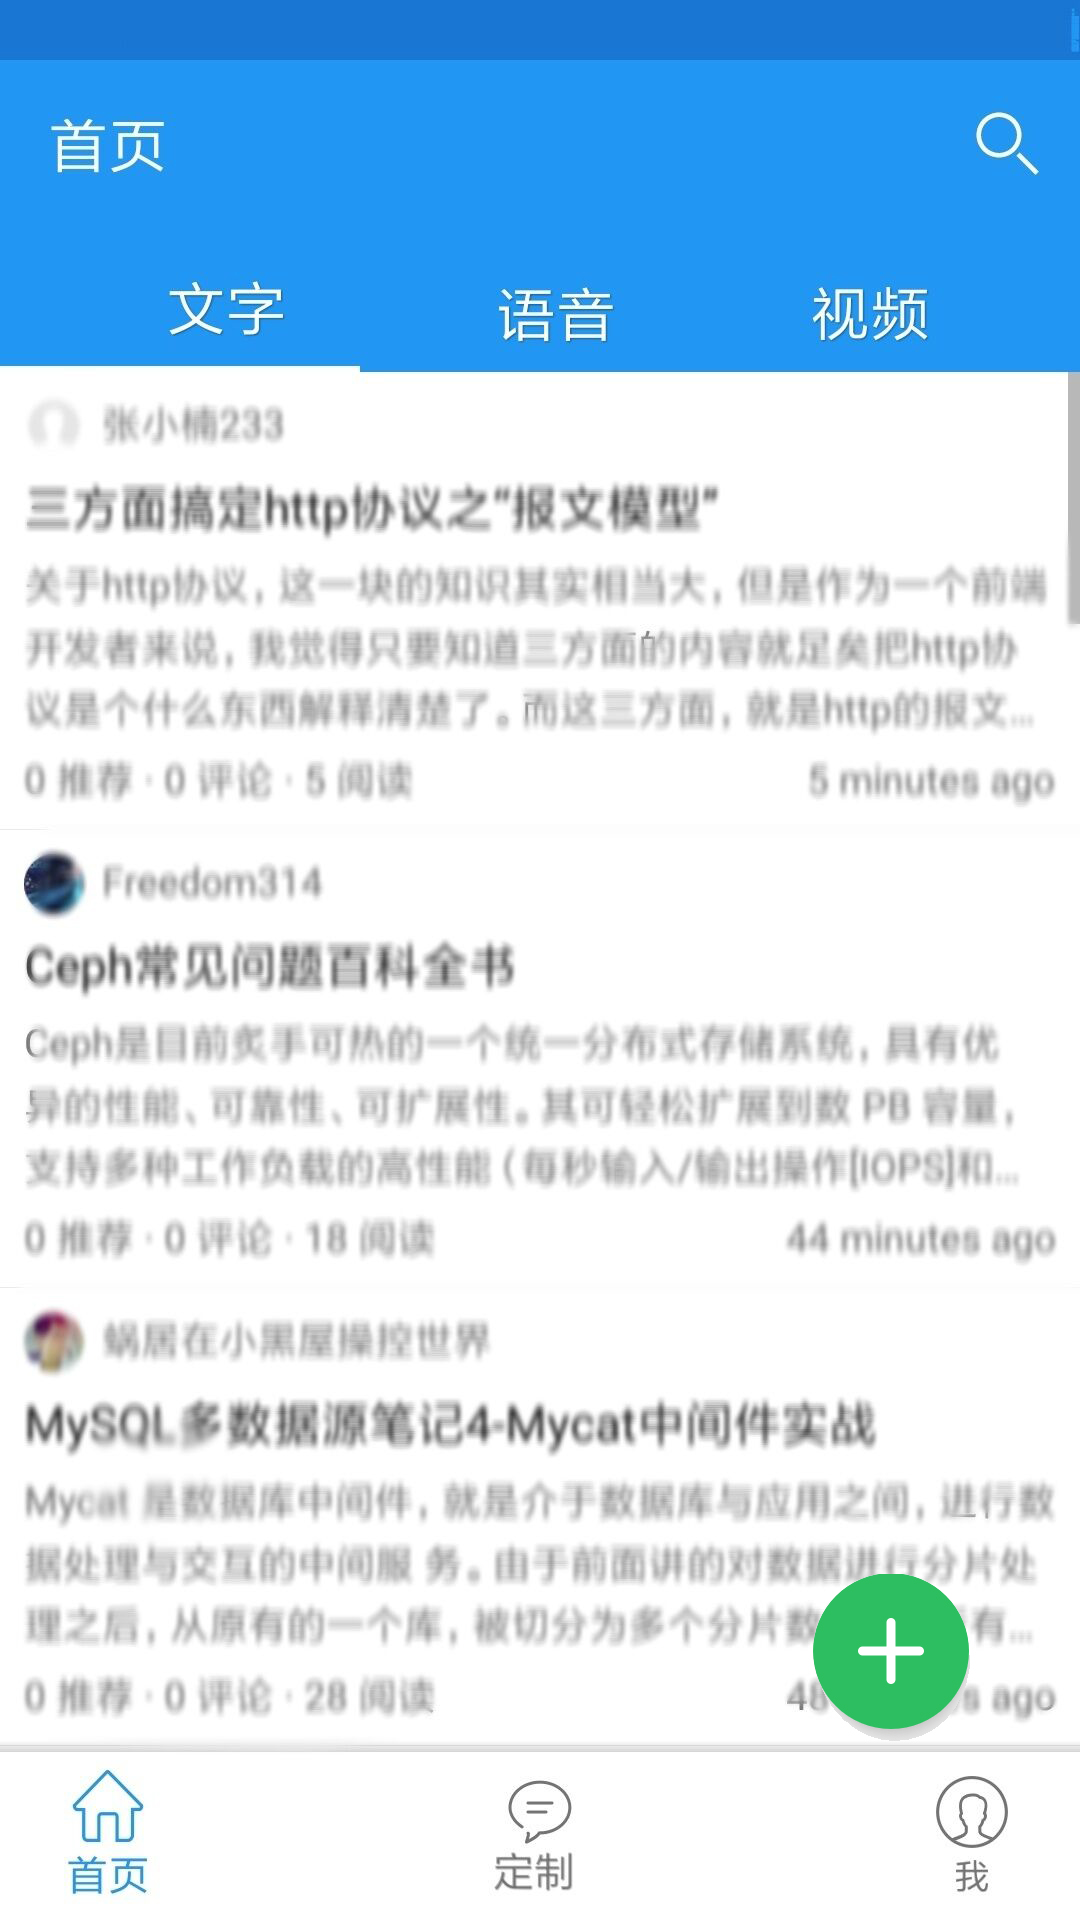 首页
文字
语音
视频
张小楠233
三方面搞定http协议之“报文模型”
关于http协议，这一块的知识其实相当大，但是作为一个前端
开发者来说，我觉得只要知道三方面的内容就足矣把http协
议是个什么东西解释清楚了。而这三方面，就是http的报文...
0 推荐 · 0 评论 · 5 阅读
5 minutes ago
Freedom314
Ceph常见问题百科全书
Ceph是目前炙手可热的一个统一分布式存储系统，具有优
异的性能、可靠性、可扩展性。其可轻松扩展到数 PB 容量，
支持多种工作负载的高性能（每秒输入/输出操作[IOPS]和...
0 推荐 · 0 评论 · 18 阅读
44 minutes ago
蜗居在小黑屋操控世界
MySQL多数据源笔记4-Mycat中间件实战
Mycat 是数据库中间件，就是介于数据库与应用之间，进行数
据处理与交互的中间服 务。由于前面讲的对数据进行分片处
理之后，从原有的一个库，被切分为多个分片数 有...
0 推荐 · 0 评论 · 28 阅读
48 ago
首页
定制
我